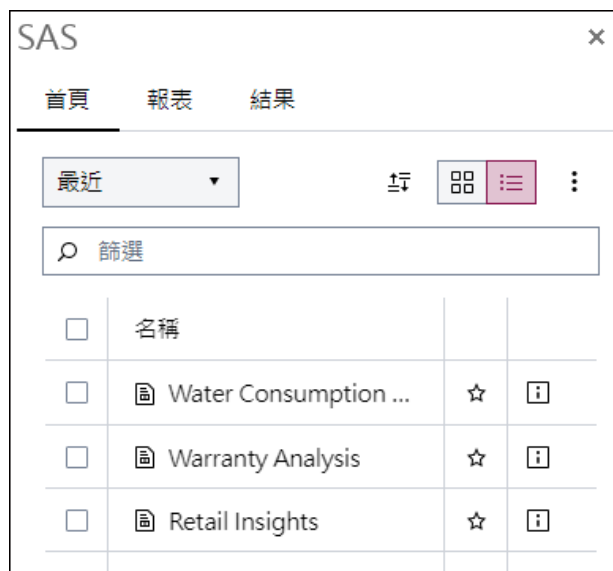 SAS
首頁 報表 結果
最近
篩選
名稱
Water Consumption ...
Warranty Analysis
Retail Insights